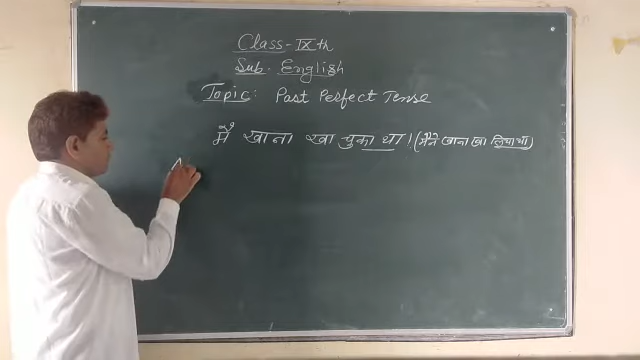 Class - IXth
Sub - English
Topic : Past Perfect Tense
मैं खाना खा चुका था। (मैंने खाना खा लिया था)